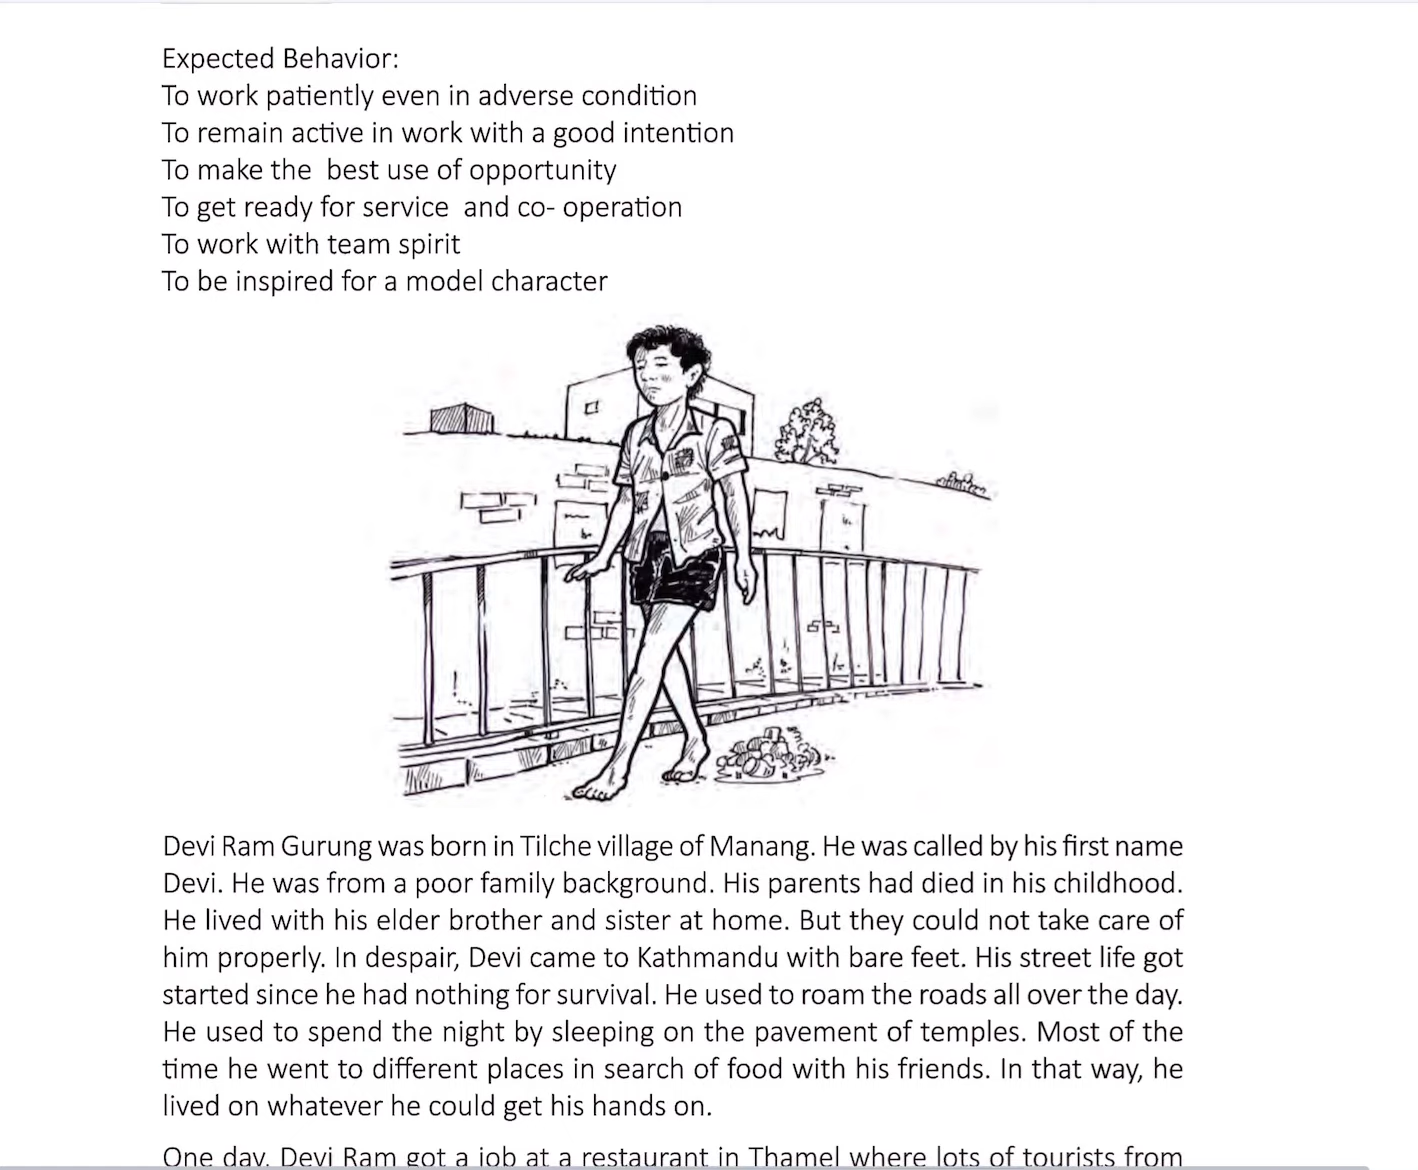 Expected Behavior:
To work patiently even in adverse condition
To remain active in work with a good intention
To make the  best use of opportunity
To get ready for service  and co- operation
To work with team spirit
To be inspired for a model character
Devi Ram Gurung was born in Tilche village of Manang. He was called by his first name
Devi. He was from a poor family background. His parents had died in his childhood.
He lived with his elder brother and sister at home. But they could not take care of
him properly. In despair, Devi came to Kathmandu with bare feet. His street life got
started since he had nothing for survival. He used to roam the roads all over the day.
He used to spend the night by sleeping on the pavement of temples. Most of the
time he went to different places in search of food with his friends. In that way, he
lived on whatever he could get his hands on.
One day, Devi Ram got a job at a restaurant in Thamel where lots of tourists from